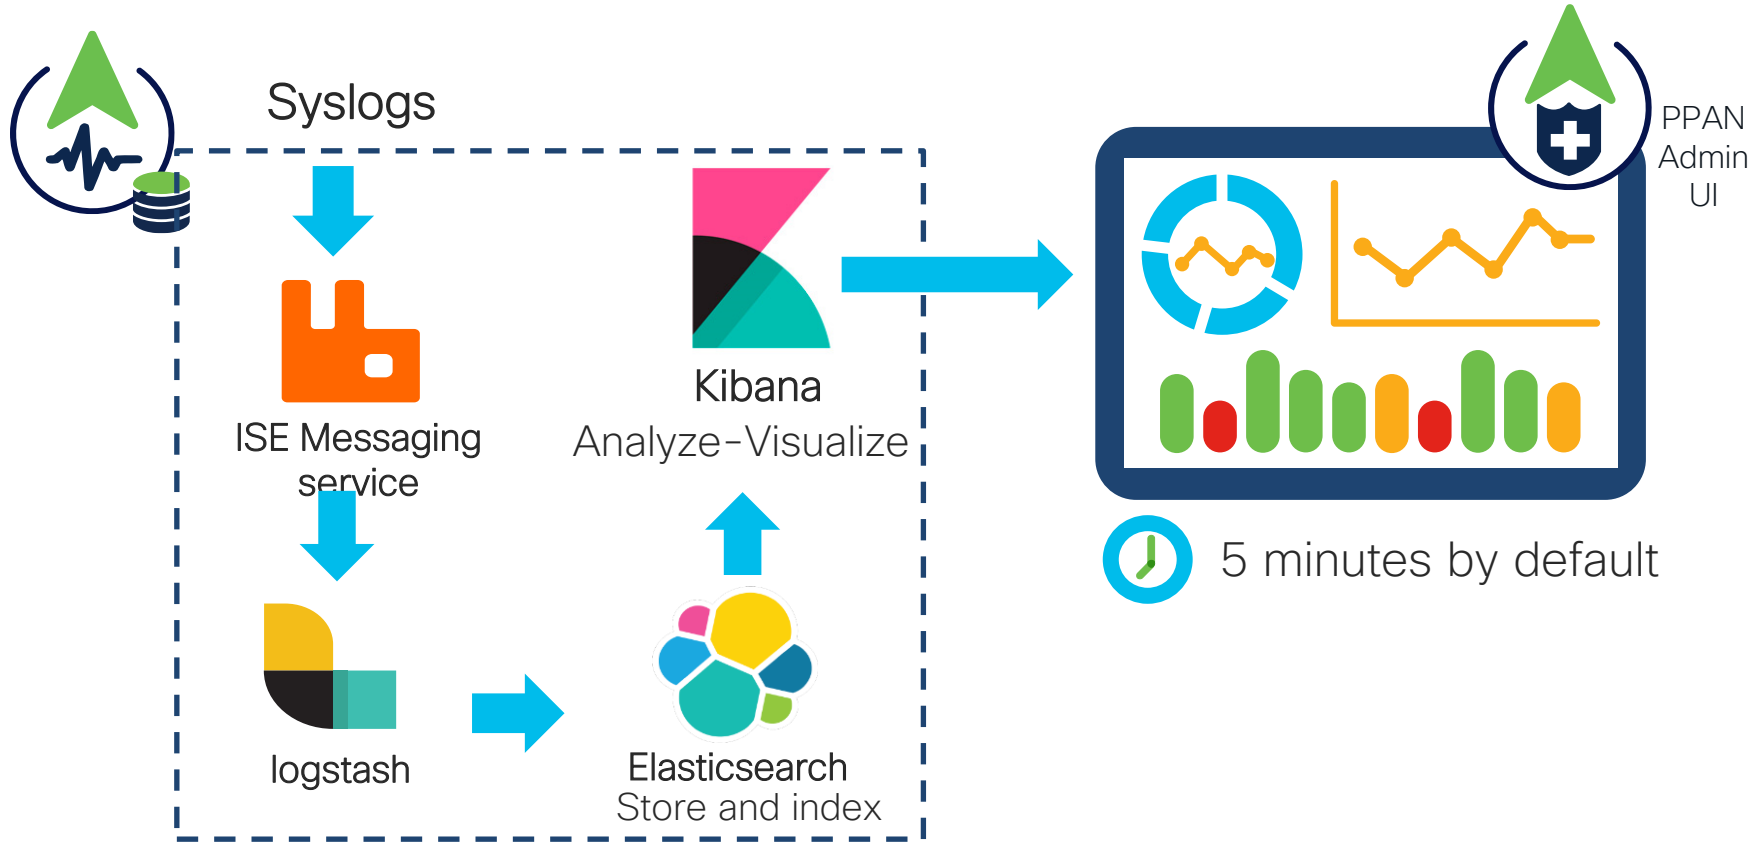 Syslogs
PPAN
Admin
UI
ISE Messaging
service
Kibana
Analyze-Visualize
5 minutes by default
logstash
Elasticsearch
Store and index